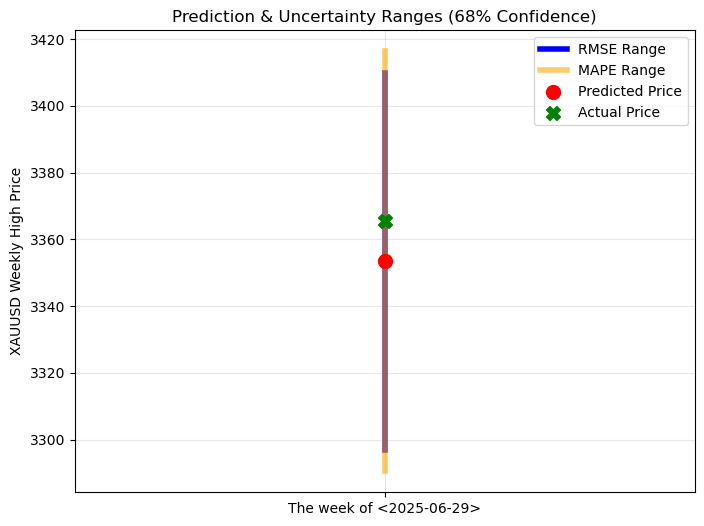 Prediction & Uncertainty Ranges (68% Confidence)
3420
3400
3380
3360
3340
3320
3300
XAUUSD Weekly High Price
RMSE Range
MAPE Range
Predicted Price
Actual Price
The week of <2025-06-29>